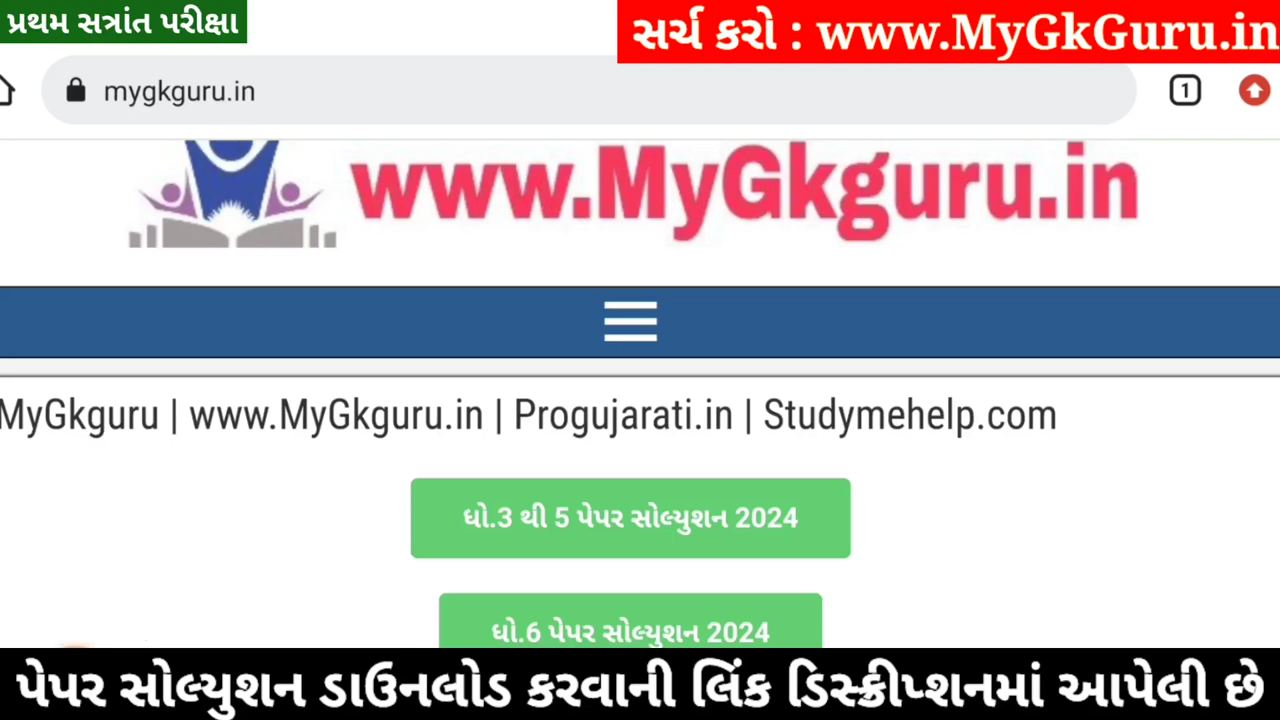 પ્રથમ સત્રાંત પરીક્ષા
સર્ચ કરો : www.MyGkGuru.in
mygkguru.in
1
www.MyGkguru.in
MyGkguru | www.MyGkguru.in | Progujarati.in | Studymehelp.com
ધો.3 થી 5 પેપર સોલ્યુશન 2024
ધો.6 પેપર સોલ્યુશન 2024
પેપર સોલ્યુશન ડાઉનલોડ કરવાની લિંક ડિસ્ક્રીપ્શનમાં આપેલી છે